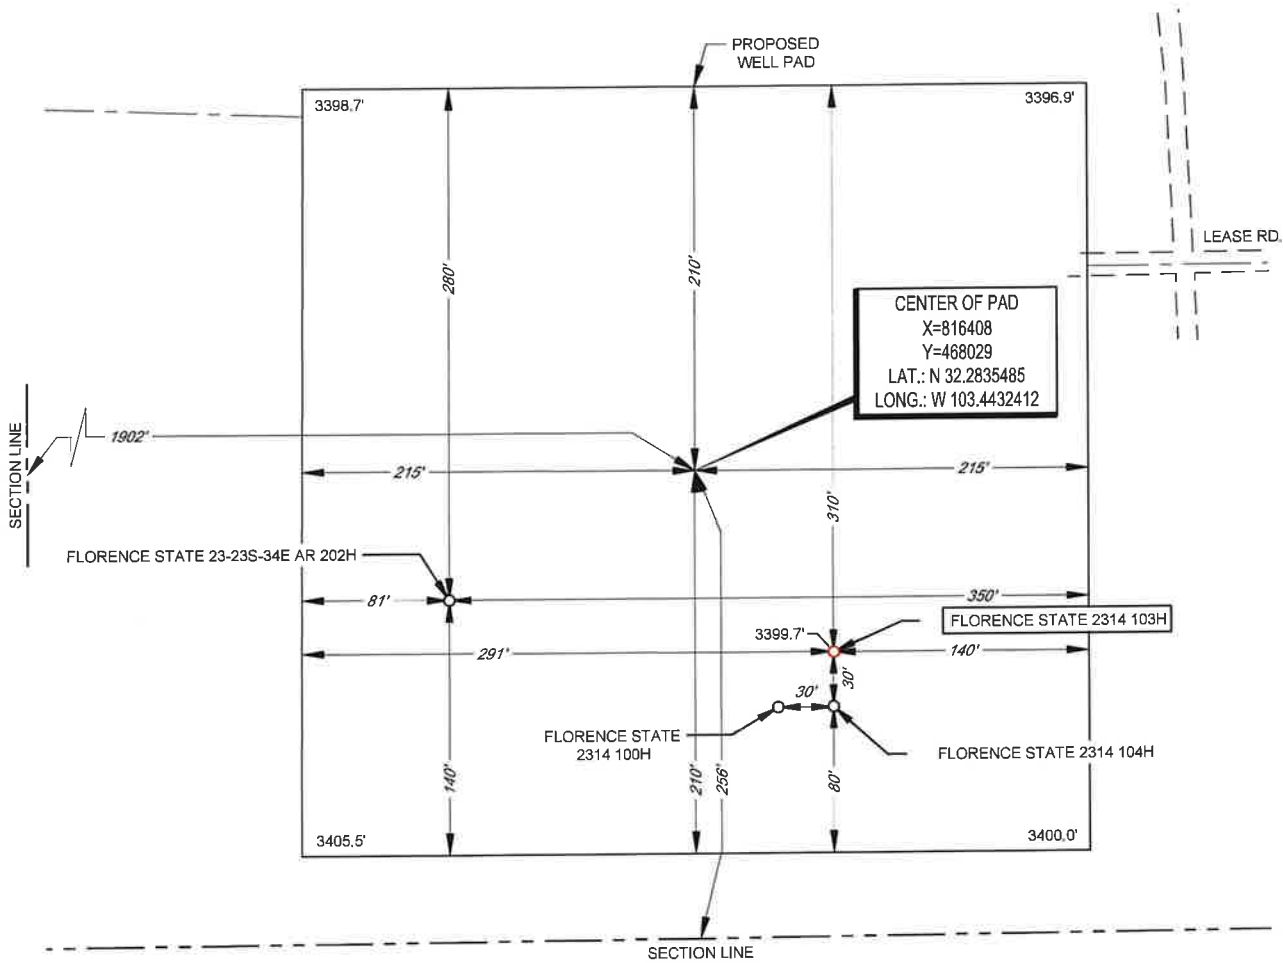 PROPOSED
WELL PAD
3398.7'
3396.9'
LEASE RD.
280'
210'
CENTER OF PAD
X=816408
Y=468029
LAT.: N 32.2835485
LONG.: W 103.4432412
SECTION LINE
1902'
215'
215'
310'
FLORENCE STATE 23-23S-34E AR 202H
81'
350'
FLORENCE STATE 2314 103H
3399.7'
291'
140'
30'
30'
FLORENCE STATE
2314 100H
FLORENCE STATE 2314 104H
140'
210'
256'
80'
3405.5'
3400.0'
SECTION LINE